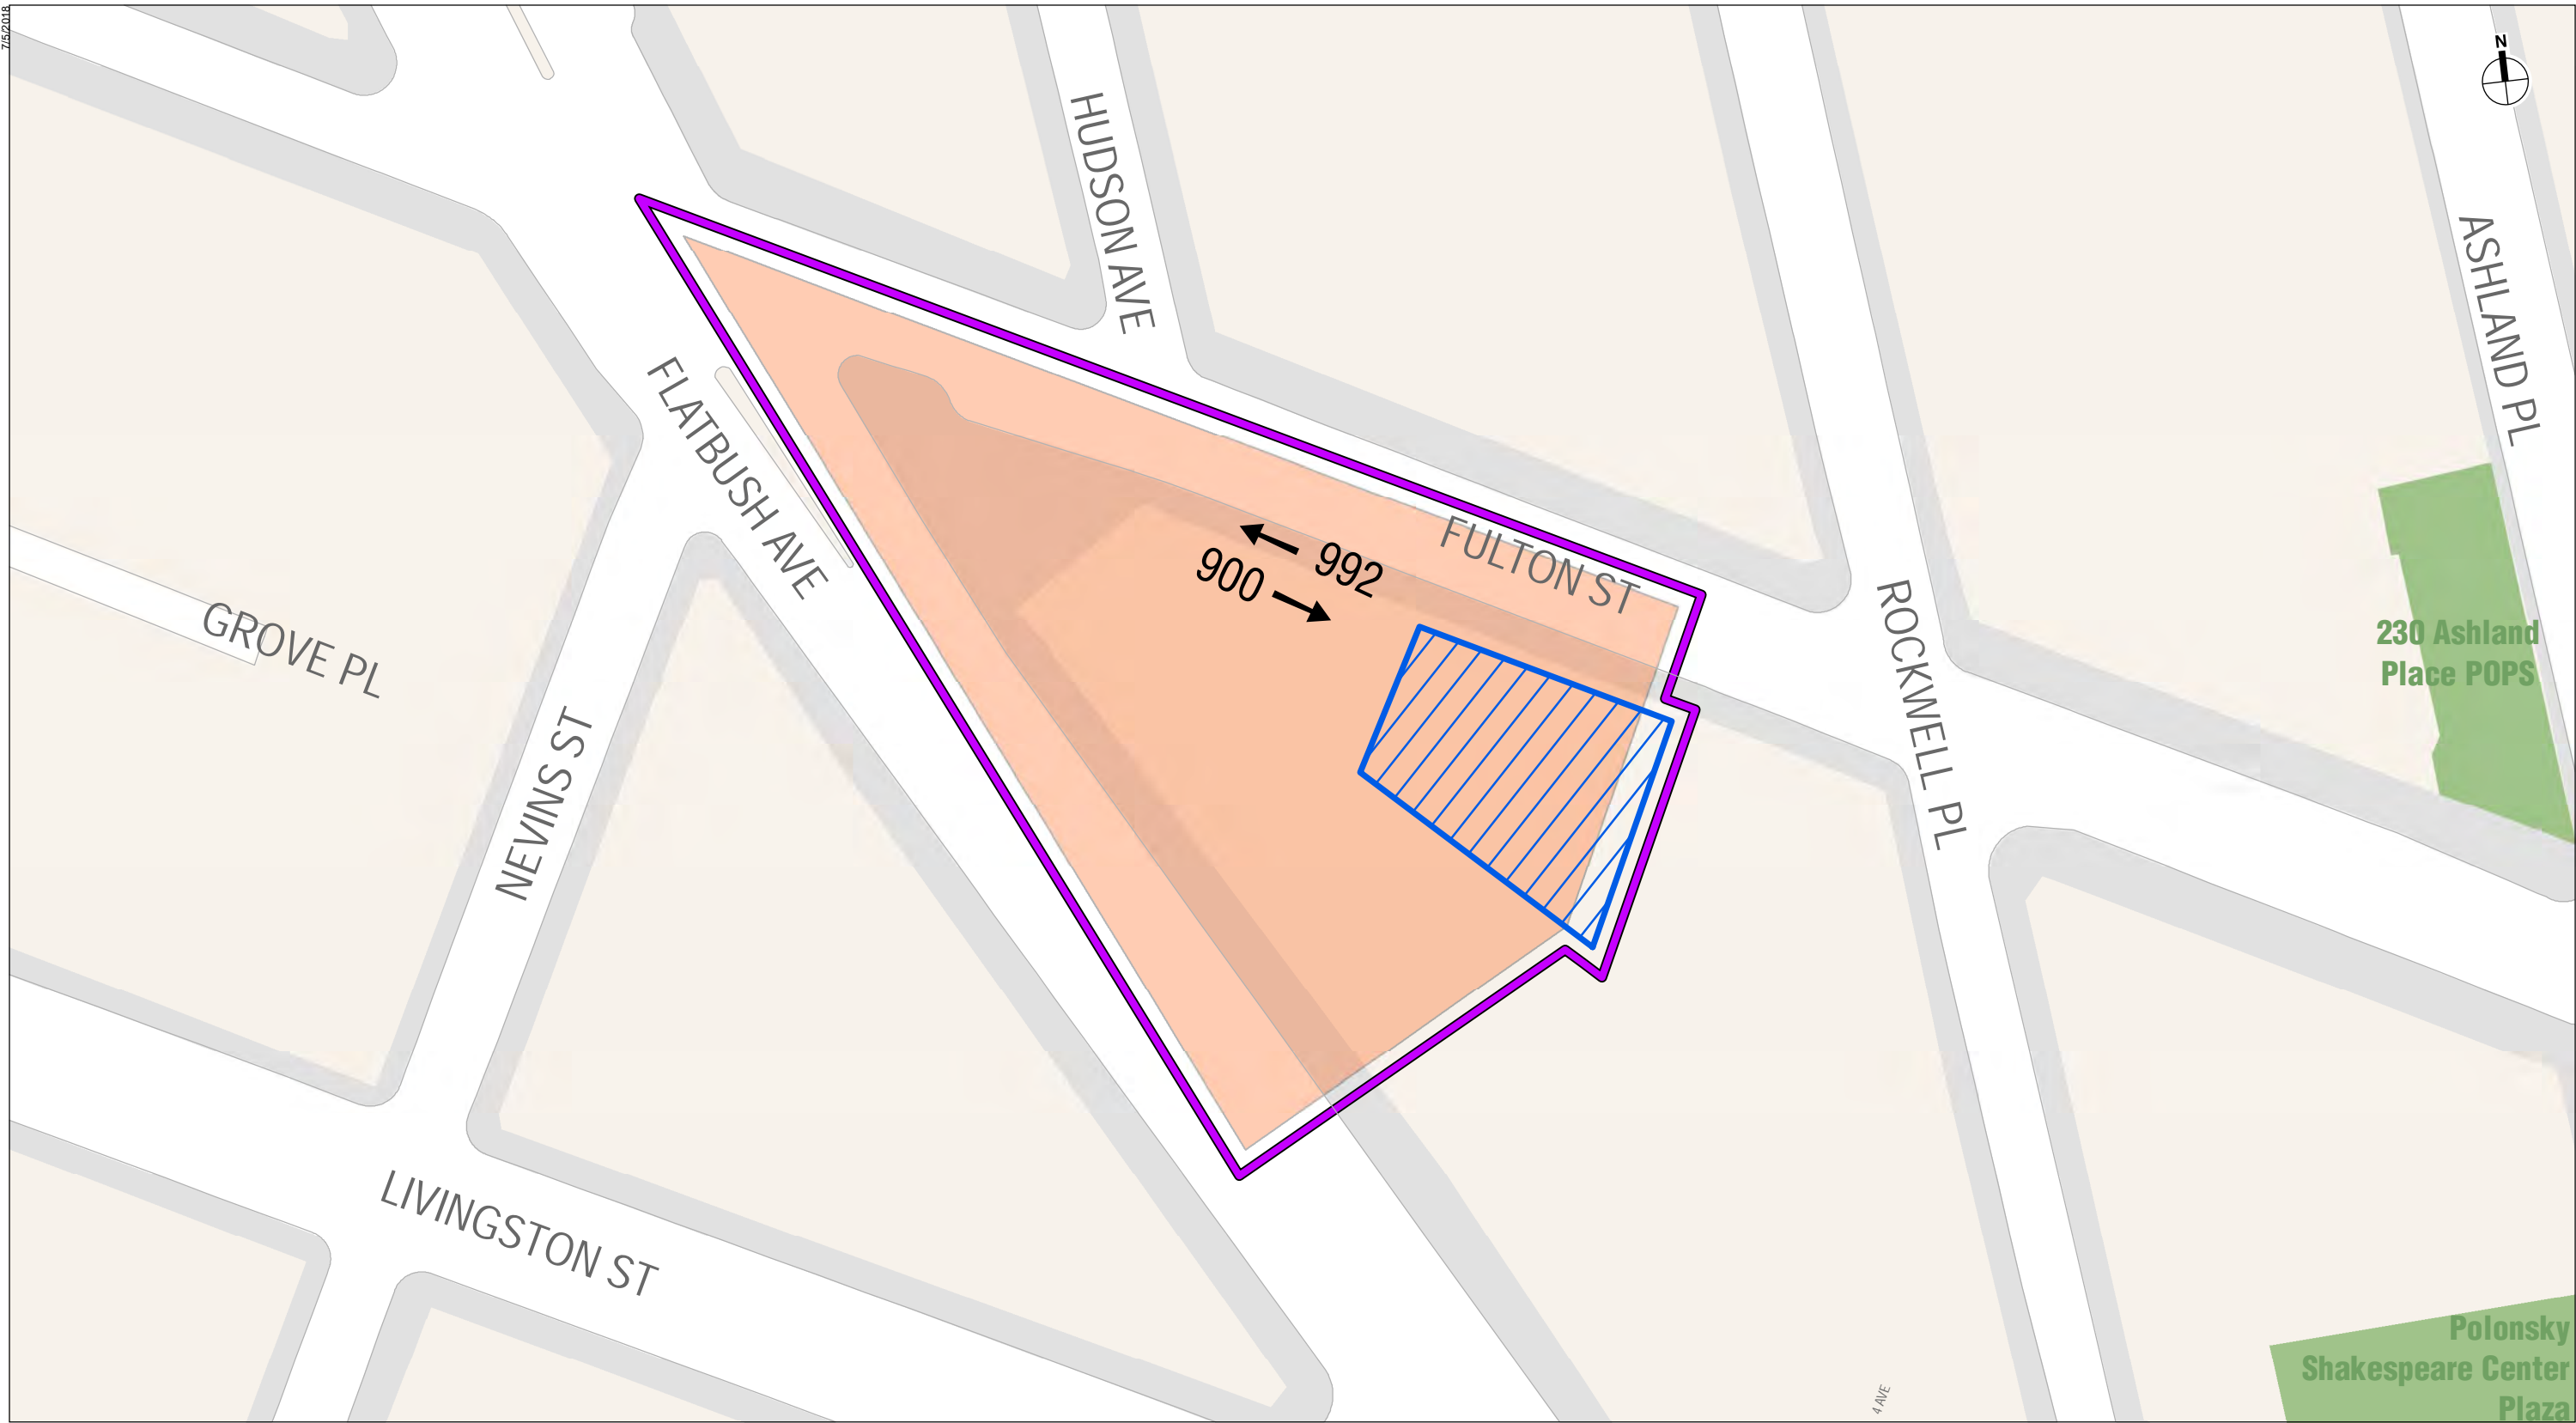 7/5/2018
N
HUDSON AVE
ASHLAND PL
FLATBUSH AVE
FULTON ST
992
900
ROCKWELL PL
230 Ashland
Place POPS
GROVE PL
NEVINS ST
LIVINGSTON ST
Polonsky
Shakespeare Center
Plaza
4 AVE